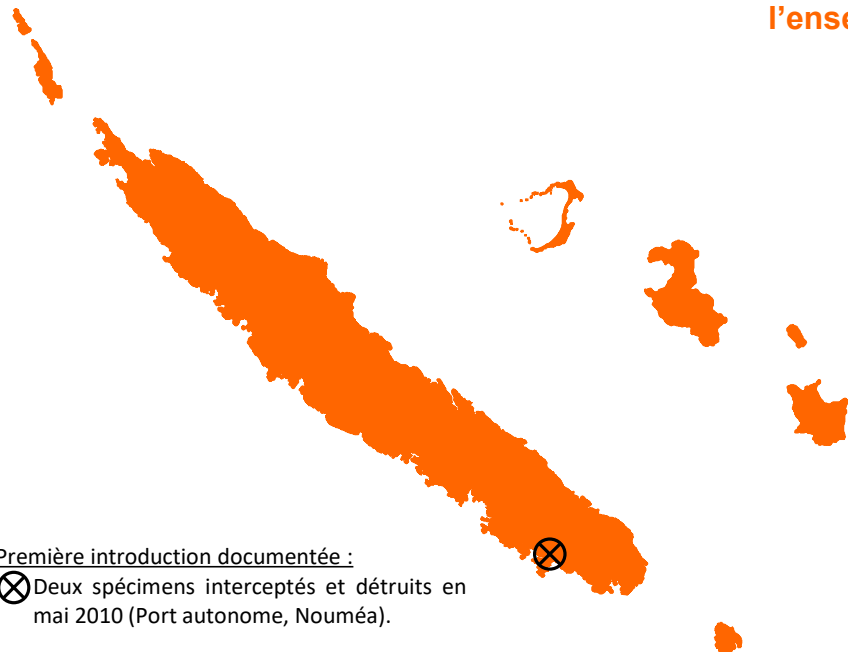 l'ense
Première introduction documentée :
Deux spécimens interceptés et détruits en
mai 2010 (Port autonome, Nouméa).